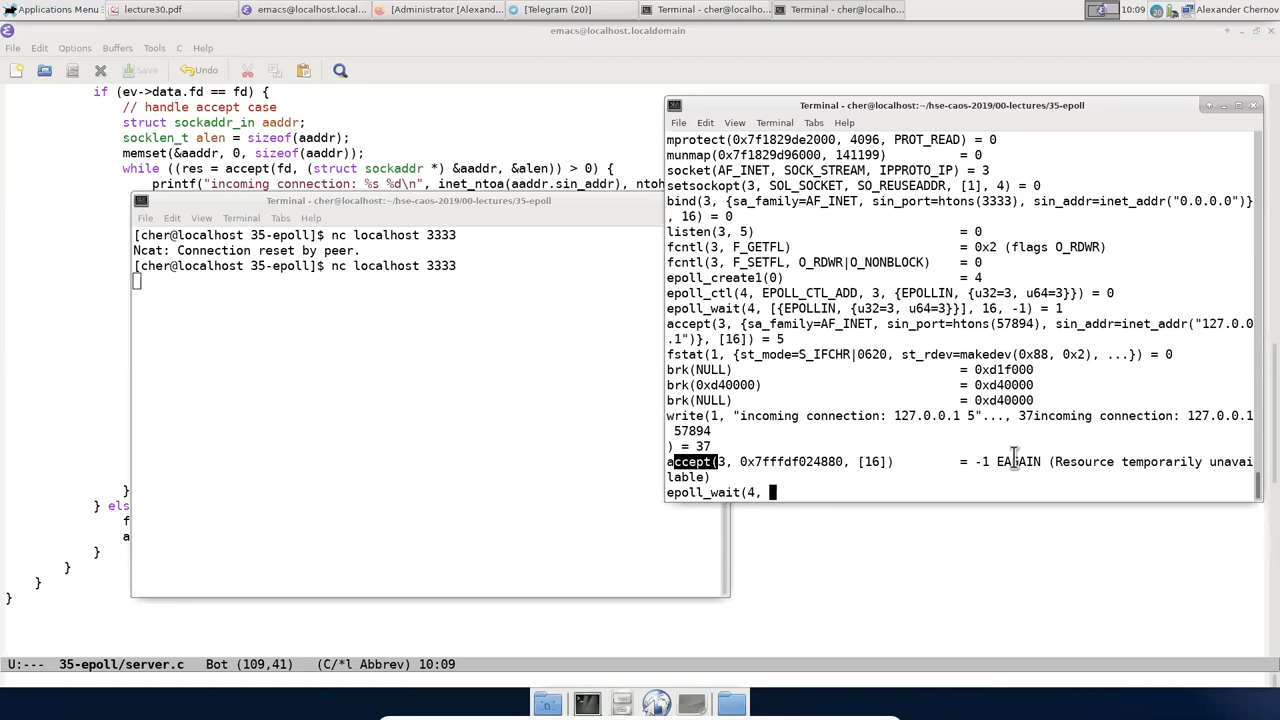 Applications Menu
lecture30.pdf
emacs@localhost.local...
[Administrator [Alexand...
[Telegram (20)]
Terminal - cher@localho...
Terminal - cher@localho...
10:09
Alexander Chernov
emacs@localhost.localdomain
File Edit Options Buffers Tools C Help
Save Undo
if (ev->data.fd == fd) {
// handle accept case
struct sockaddr_in aaddr;
socklen_t alen = sizeof(aaddr);
memset(&aaddr, 0, sizeof(aaddr));
while ((res = accept(fd, (struct sockaddr *) &aaddr, &alen)) > 0) {
printf("incoming connection: %s %d\n", inet_ntoa(aaddr.sin_addr), ntoh
}
} els
f
a
}
}
}
}
Terminal - cher@localhost:~/hse-caos-2019/00-lectures/35-epoll
File Edit View Terminal Tabs Help
[cher@localhost 35-epoll]$ nc localhost 3333
Ncat: Connection reset by peer.
[cher@localhost 35-epoll]$ nc localhost 3333
Terminal - cher@localhost:~/hse-caos-2019/00-lectures/35-epoll
File Edit View Terminal Tabs Help
mprotect(0x7f1829de2000, 4096, PROT_READ) = 0
munmap(0x7f1829d96000, 141199) = 0
socket(AF_INET, SOCK_STREAM, IPPROTO_IP) = 3
setsockopt(3, SOL_SOCKET, SO_REUSEADDR, [1], 4) = 0
bind(3, {sa_family=AF_INET, sin_port=htons(3333), sin_addr=inet_addr("0.0.0.0")}
, 16) = 0
listen(3, 5) = 0
fcntl(3, F_GETFL) = 0x2 (flags O_RDWR)
fcntl(3, F_SETFL, O_RDWR|O_NONBLOCK) = 0
epoll_create1(0) = 4
epoll_ctl(4, EPOLL_CTL_ADD, 3, {EPOLLIN, {u32=3, u64=3}}) = 0
epoll_wait(4, [{EPOLLIN, {u32=3, u64=3}}], 16, -1) = 1
accept(3, {sa_family=AF_INET, sin_port=htons(57894), sin_addr=inet_addr("127.0.0
.1")}, [16]) = 5
fstat(1, {st_mode=S_IFCHR|0620, st_rdev=makedev(0x88, 0x2), ...}) = 0
brk(NULL) = 0xd1f000
brk(0xd40000) = 0xd40000
brk(NULL) = 0xd40000
write(1, "incoming connection: 127.0.0.1 5"..., 37incoming connection: 127.0.0.1
57894
) = 37
accept(3, 0x7fffdf024880, [16]) = -1 EAGAIN (Resource temporarily unavai
lable)
epoll_wait(4,
U:--- 35-epoll/server.c Bot (109,41) (C/*l Abbrev) 10:09